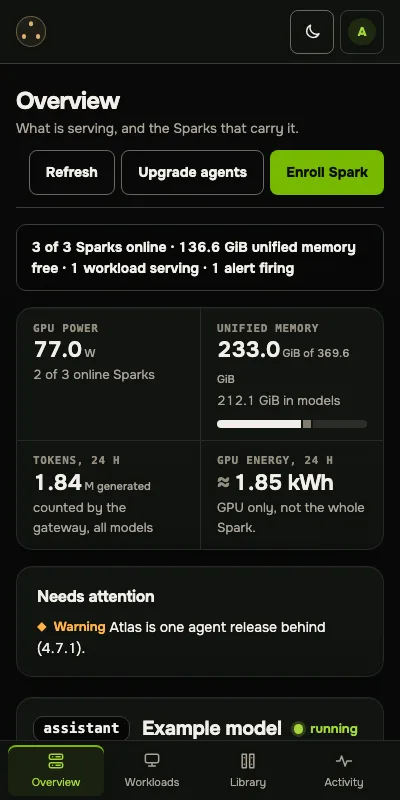 A
Overview
What is serving, and the Sparks that carry it.
Refresh
Upgrade agents
Enroll Spark
3 of 3 Sparks online · 136.6 GiB unified memory
free · 1 workload serving · 1 alert firing
GPU POWER
77.0 W
2 of 3 online Sparks
UNIFIED MEMORY
233.0 GiB of 369.6
GiB
212.1 GiB in models
TOKENS, 24 H
1.84 M generated
counted by the
gateway, all models
GPU ENERGY, 24 H
≈ 1.85 kWh
GPU only, not the whole
Spark.
Needs attention
◆ Warning Atlas is one agent release behind
(4.7.1).
assistant Example model running
Overview
Workloads
Library
Activity